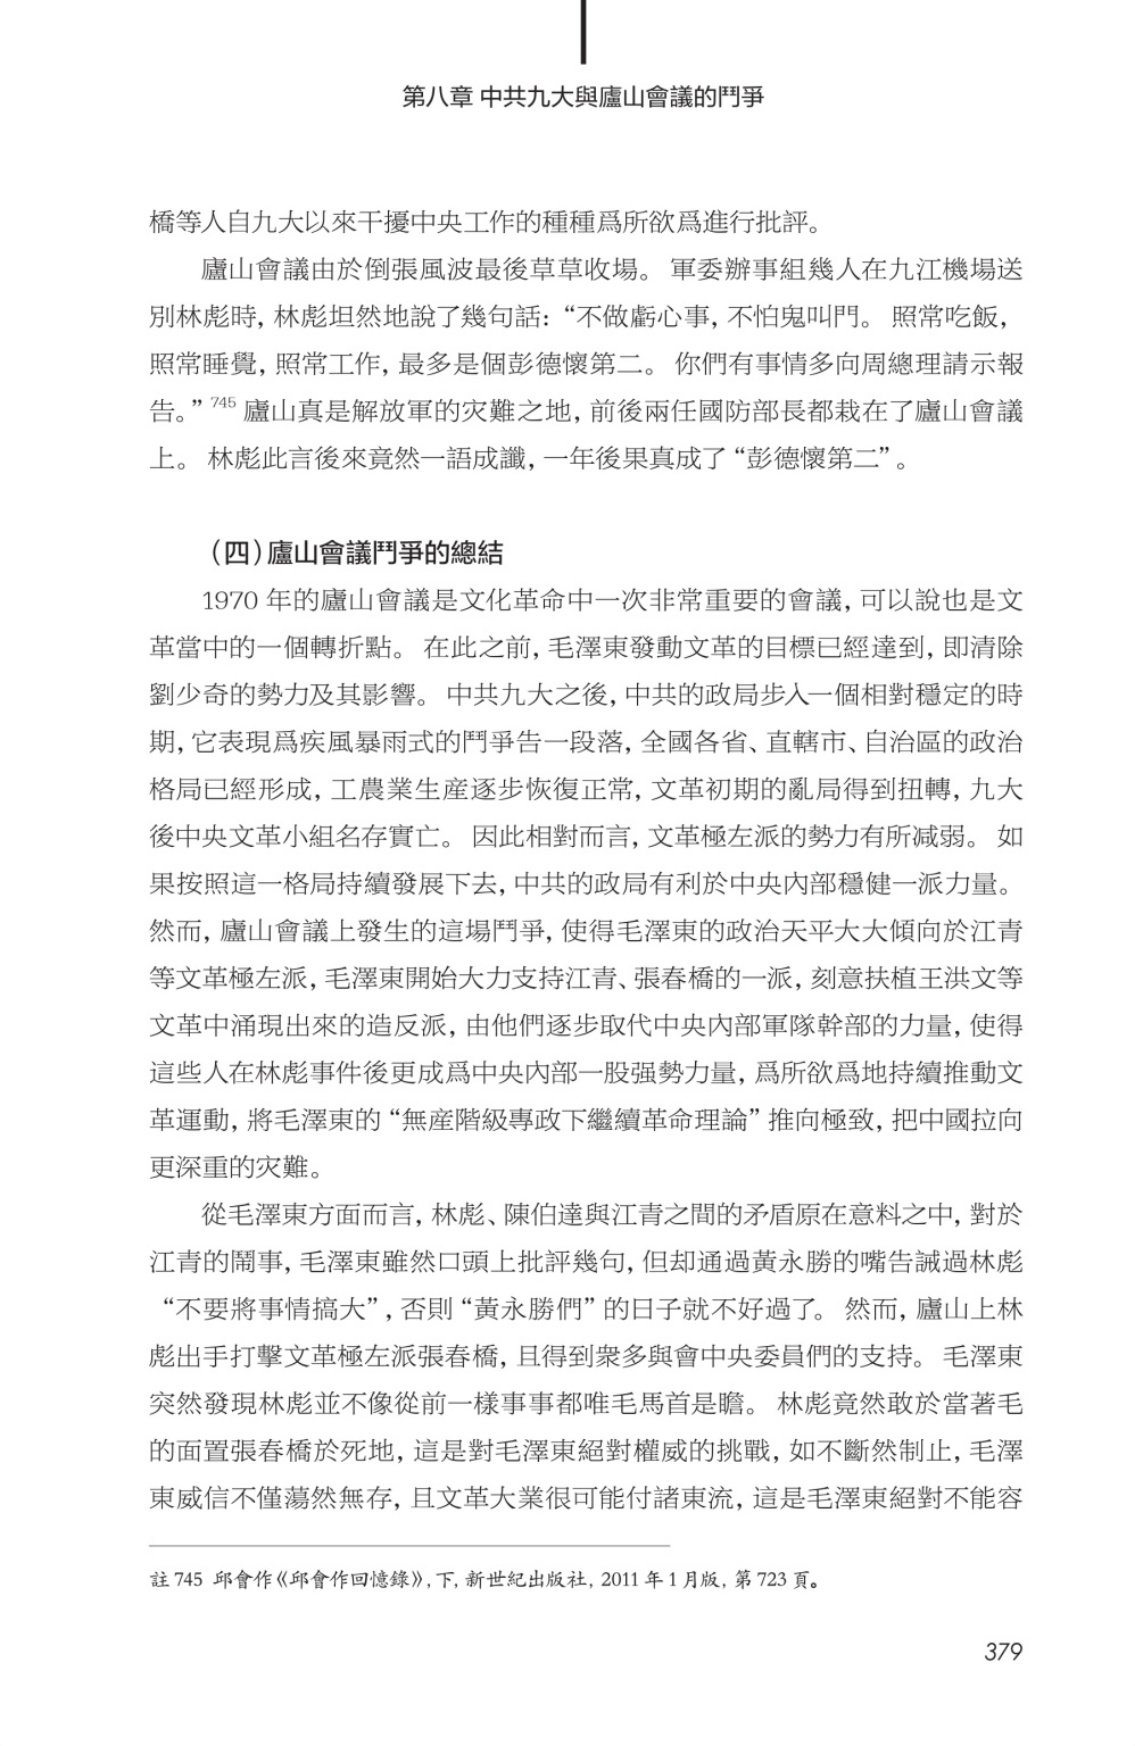 第八章 中共九大與廬山會議的鬥爭
橋等人自九大以來干擾中央工作的種種爲所欲爲進行批評。
廬山會議由於倒張風波最後草草收場。 軍委辦事組幾人在九江機場送
別林彪時, 林彪坦然地說了幾句話: “不做虧心事, 不怕鬼叫門。 照常吃飯,
照常睡覺, 照常工作, 最多是個彭德懷第二。 你們有事情多向周總理請示報
告。” 745 廬山真是解放軍的灾難之地, 前後兩任國防部長都栽在了廬山會議
上。 林彪此言後來竟然一語成讖, 一年後果真成了 “彭德懷第二” 。
(四)廬山會議鬥爭的總結
1970 年的廬山會議是文化革命中一次非常重要的會議, 可以說也是文
革當中的一個轉折點。 在此之前, 毛澤東發動文革的目標已經達到, 即清除
劉少奇的勢力及其影響。 中共九大之後, 中共的政局步入一個相對穩定的時
期, 它表現爲疾風暴雨式的鬥爭告一段落, 全國各省、直轄市、自治區的政治
格局已經形成, 工農業生産逐步恢復正常, 文革初期的亂局得到扭轉, 九大
後中央文革小組名存實亡。 因此相對而言, 文革極左派的勢力有所减弱。 如
果按照這一格局持續發展下去, 中共的政局有利於中央內部穩健一派力量。
然而, 廬山會議上發生的這場鬥爭, 使得毛澤東的政治天平大大傾向於江青
等文革極左派, 毛澤東開始大力支持江青、張春橋的一派, 刻意扶植王洪文等
文革中涌現出來的造反派, 由他們逐步取代中央內部軍隊幹部的力量, 使得
這些人在林彪事件後更成爲中央內部一股强勢力量, 爲所欲爲地持續推動文
革運動, 將毛澤東的 “無産階級專政下繼續革命理論” 推向極致, 把中國拉向
更深重的灾難。
從毛澤東方面而言, 林彪、陳伯達與江青之間的矛盾原在意料之中, 對於
江青的鬧事, 毛澤東雖然口頭上批評幾句, 但却通過黃永勝的嘴告誡過林彪
“不要將事情搞大” , 否則 “黃永勝們” 的日子就不好過了。 然而, 廬山上林
彪出手打擊文革極左派張春橋, 且得到衆多與會中央委員們的支持。 毛澤東
突然發現林彪並不像從前一樣事事都唯毛馬首是瞻。 林彪竟然敢於當著毛
的面置張春橋於死地, 這是對毛澤東絕對權威的挑戰, 如不斷然制止, 毛澤
東威信不僅蕩然無存, 且文革大業很可能付諸東流, 這是毛澤東絕對不能容
註 745 邱會作《邱會作回憶錄》, 下, 新世紀出版社, 2011 年 1 月版, 第 723 頁。
379